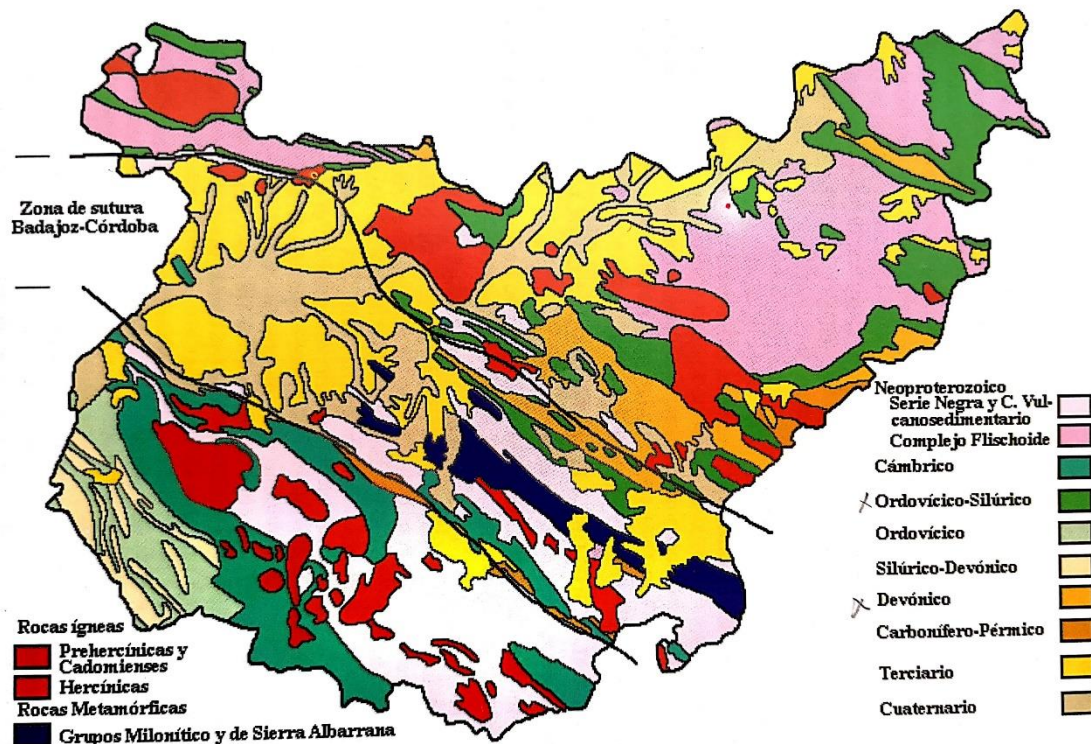 Zona de sutura
Badajoz-Córdoba
Neoproterozoico
Serie Negra y C. Vul-
canosedimentario
Complejo Flischoide
Cámbrico
Ordovícico-Silúrico
Ordovícico
Silúrico-Devónico
Devónico
Carbonífero-Pérmico
Terciario
Cuaternario
Rocas ígneas
Prehercínicas y
Cadomienses
Hercínicas
Rocas Metamórficas
Grupos Milonítico y de Sierra Albarrana